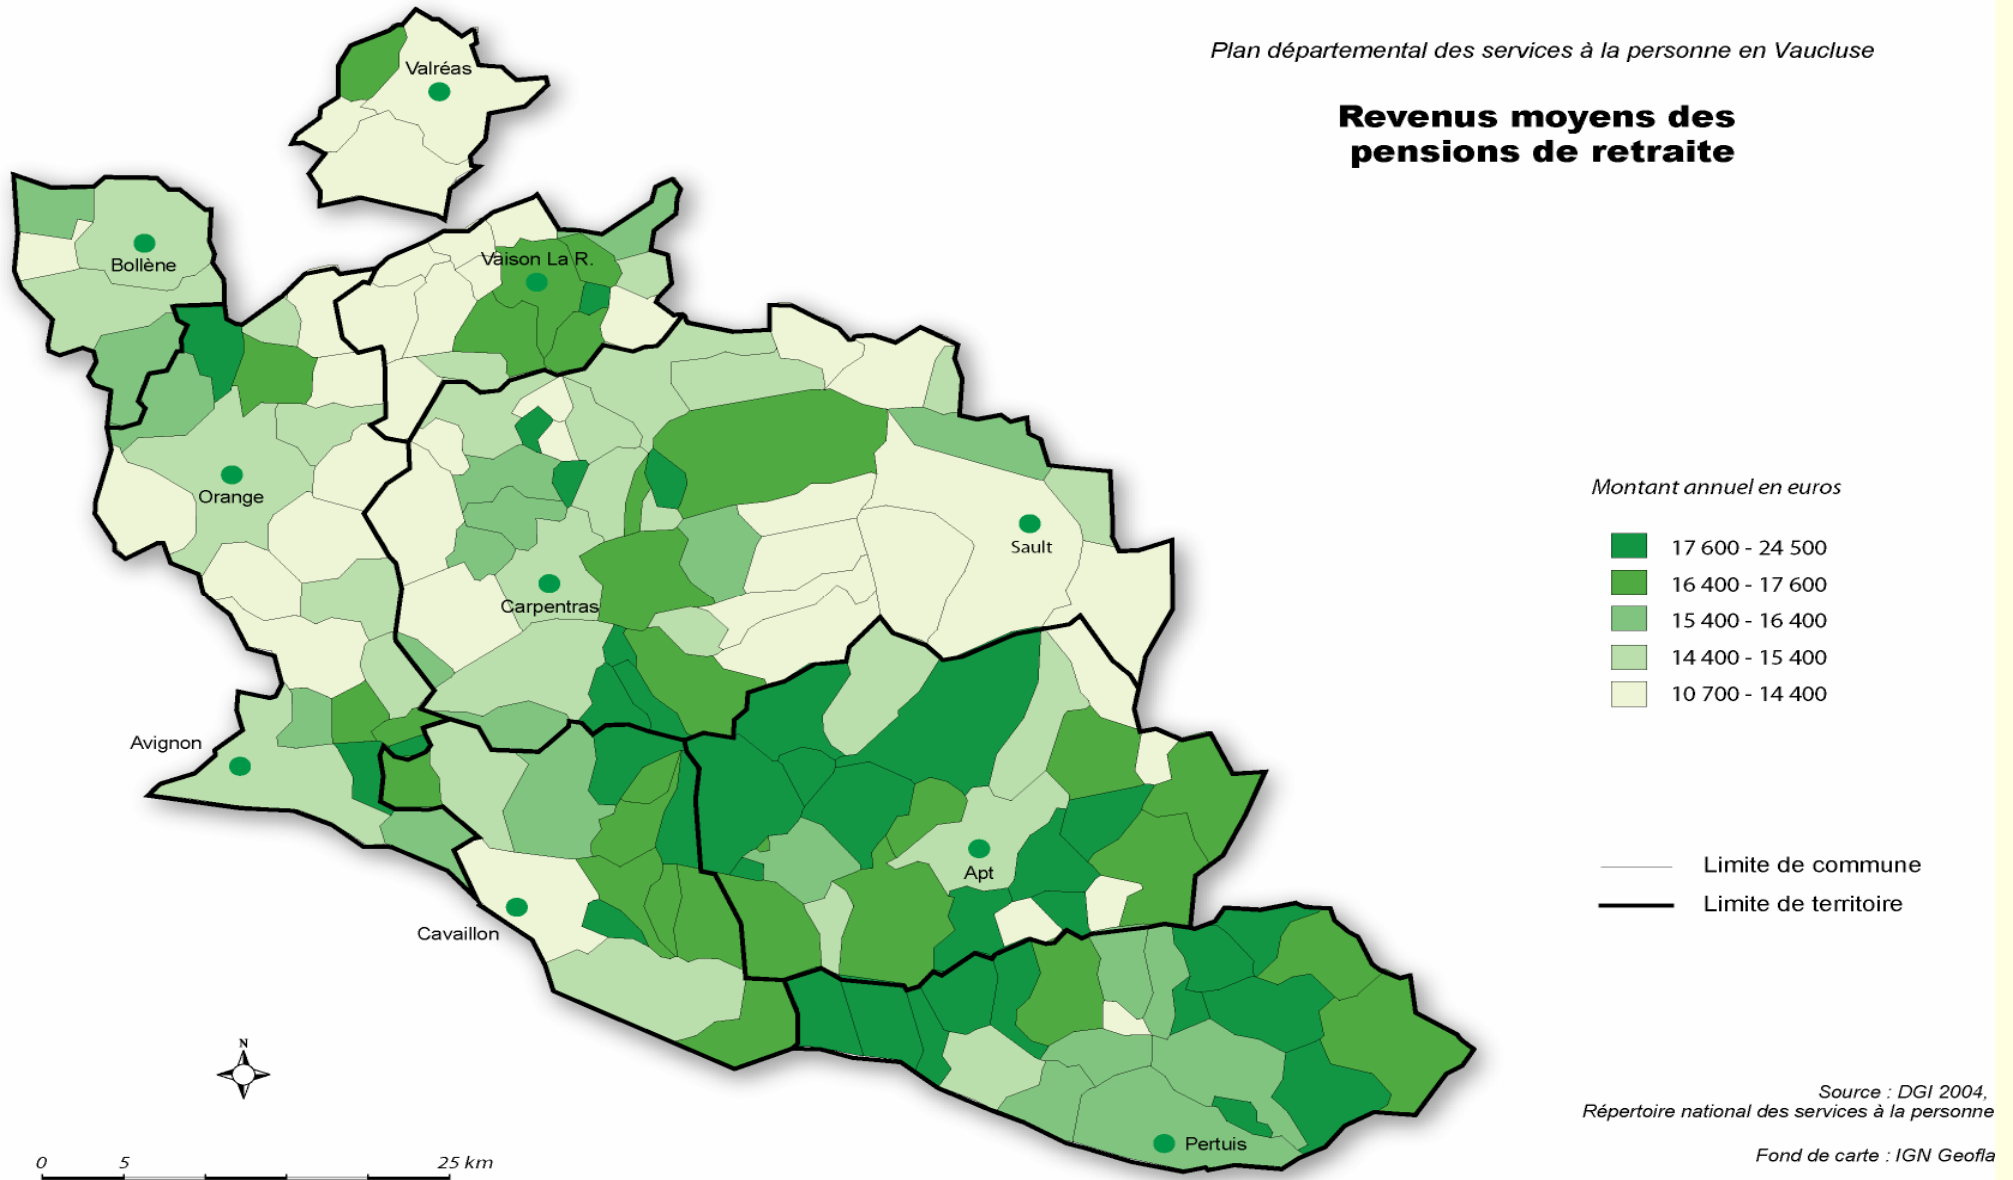 Plan départemental des services à la personne en Vaucluse
Revenus moyens des
pensions de retraite
Valréas
Bollène
Vaison La R.
Orange
Sault
Carpentras
Avignon
Apt
Cavaillon
Pertuis
Montant annuel en euros
17 600 - 24 500
16 400 - 17 600
15 400 - 16 400
14 400 - 15 400
10 700 - 14 400
Limite de commune
Limite de territoire
N
0 5 25 km
Source : DGI 2004,
Répertoire national des services à la personne
Fond de carte : IGN Geofla